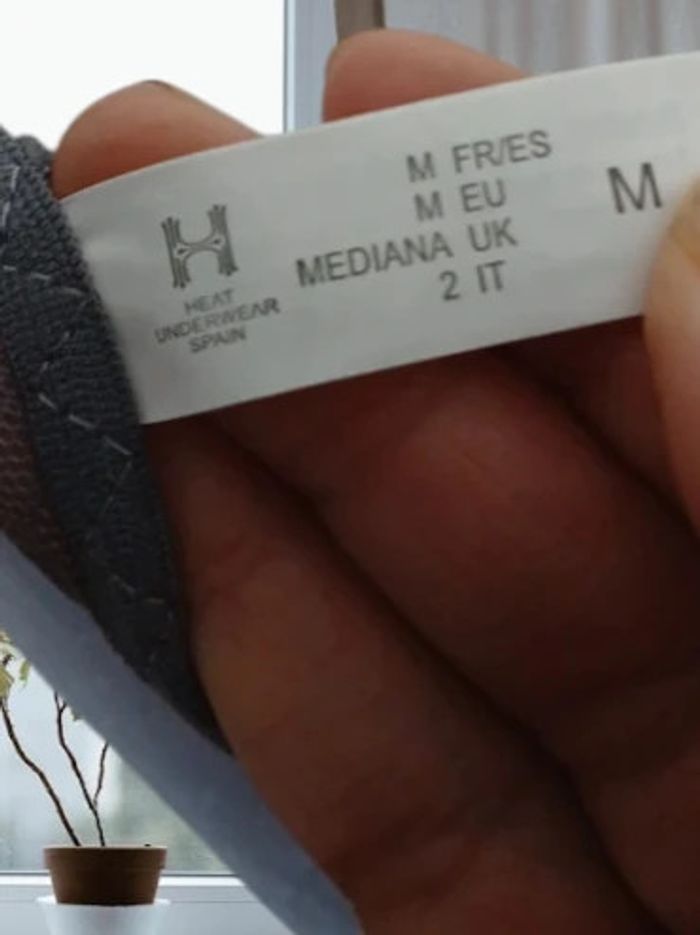 M FR/ES
M EU
MEDIANA UK
2 IT
M
HEAT
UNDERWEAR
SPAIN